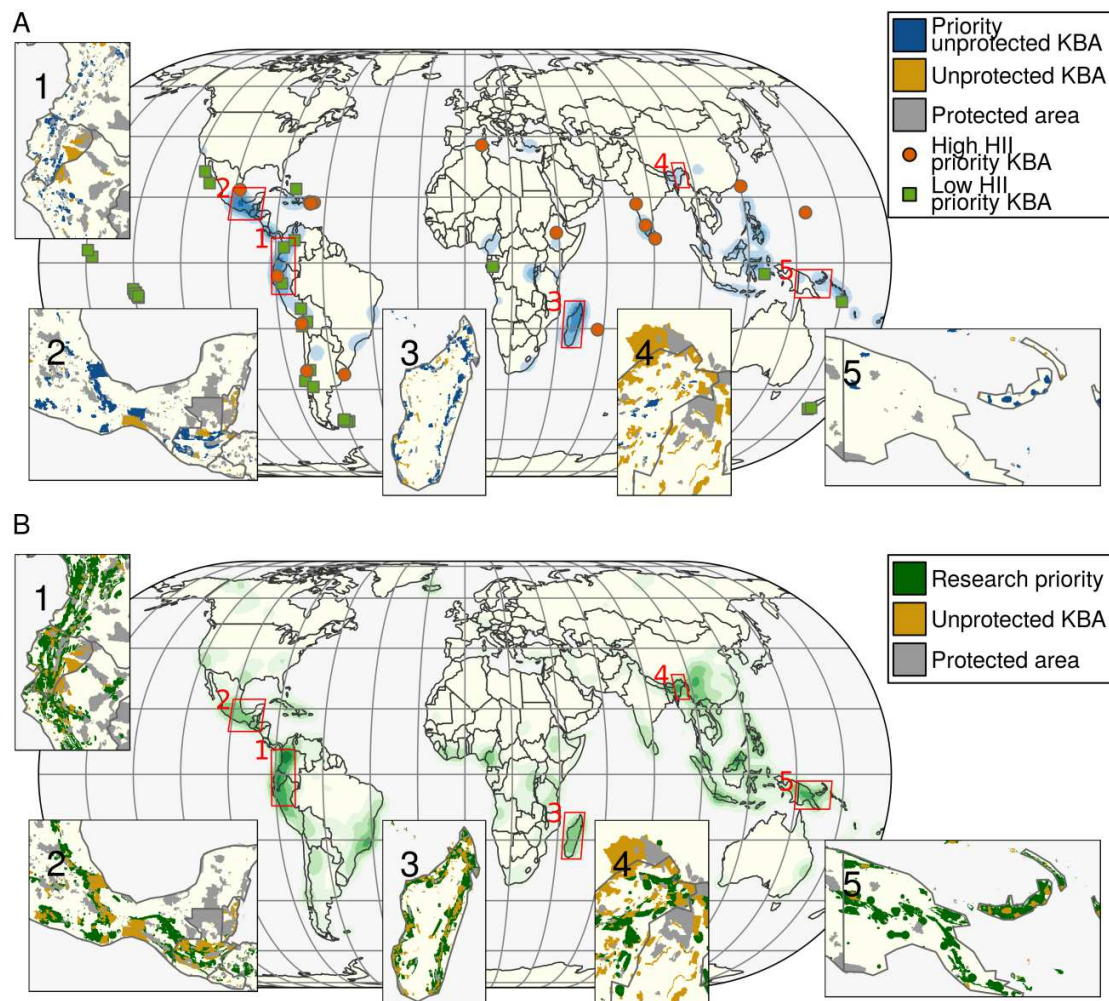 A
1
2
3
4
5
1
2
3
4
5
Priority
unprotected KBA
Unprotected KBA
Protected area
High HII
priority KBA
Low HII
priority KBA
B
1
2
3
4
5
1
2
3
4
5
Research priority
Unprotected KBA
Protected area